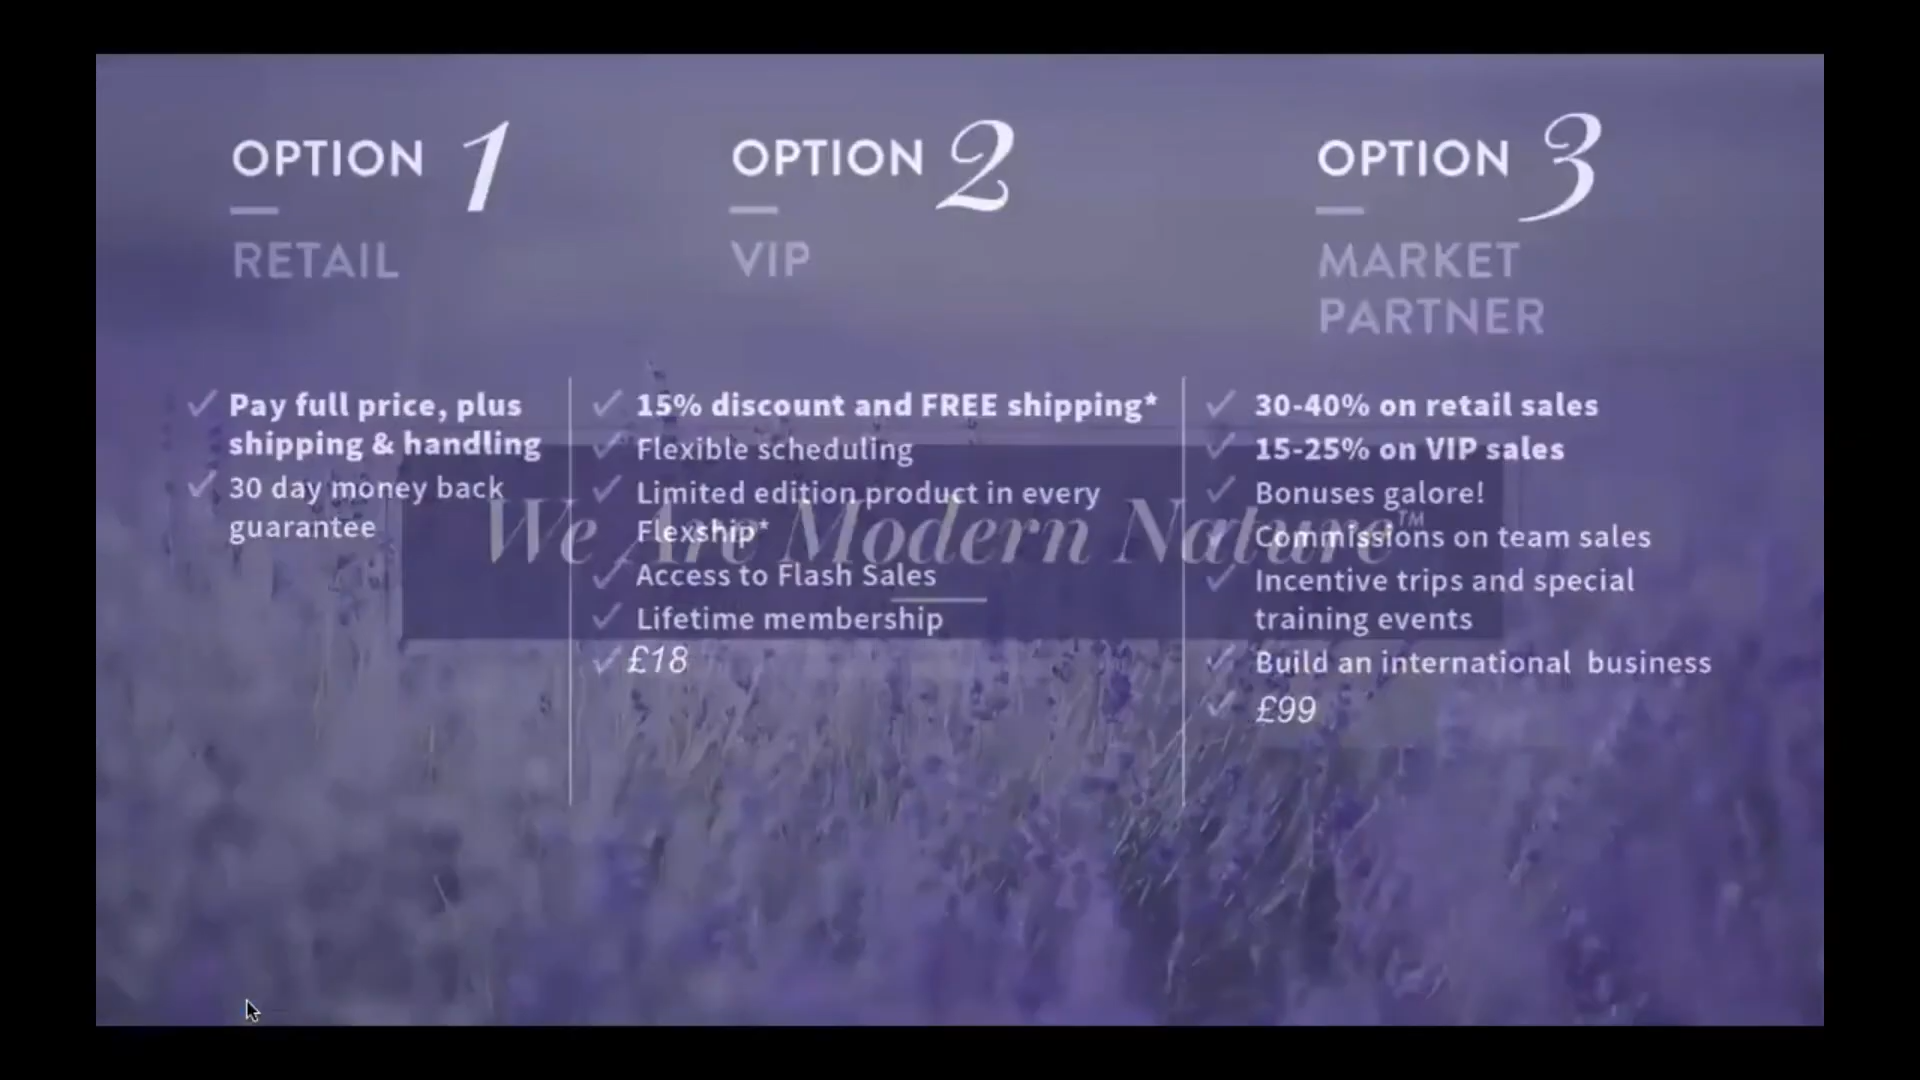 OPTION 1
RETAIL
Pay full price, plus
shipping & handling
30 day money back
guarantee
OPTION 2
VIP
15% discount and FREE shipping*
Flexible scheduling
Limited edition product in every
Flexship*
Access to Flash Sales
Lifetime membership
£18
OPTION 3
MARKET
PARTNER
30-40% on retail sales
15-25% on VIP sales
Bonuses galore!
Commissions on team sales
Incentive trips and special
training events
Build an international business
£99
We Are Modern Nature™